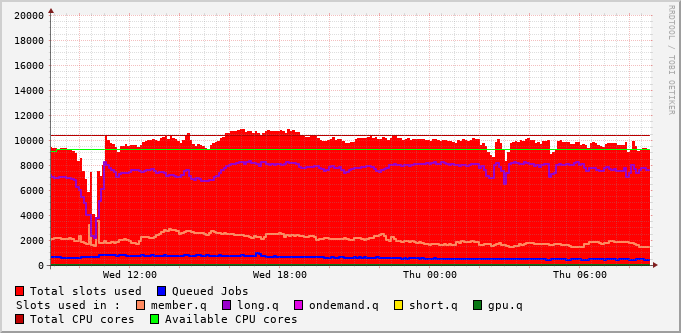 20000
18000
16000
14000
12000
10000
8000
6000
4000
2000
0
Wed 12:00 Wed 18:00 Thu 00:00 Thu 06:00
RRDTOOL / TOBI OETIKER
Total slots used Queued Jobs
Slots used in : member.q long.q ondemand.q short.q gpu.q
Total CPU cores Available CPU cores